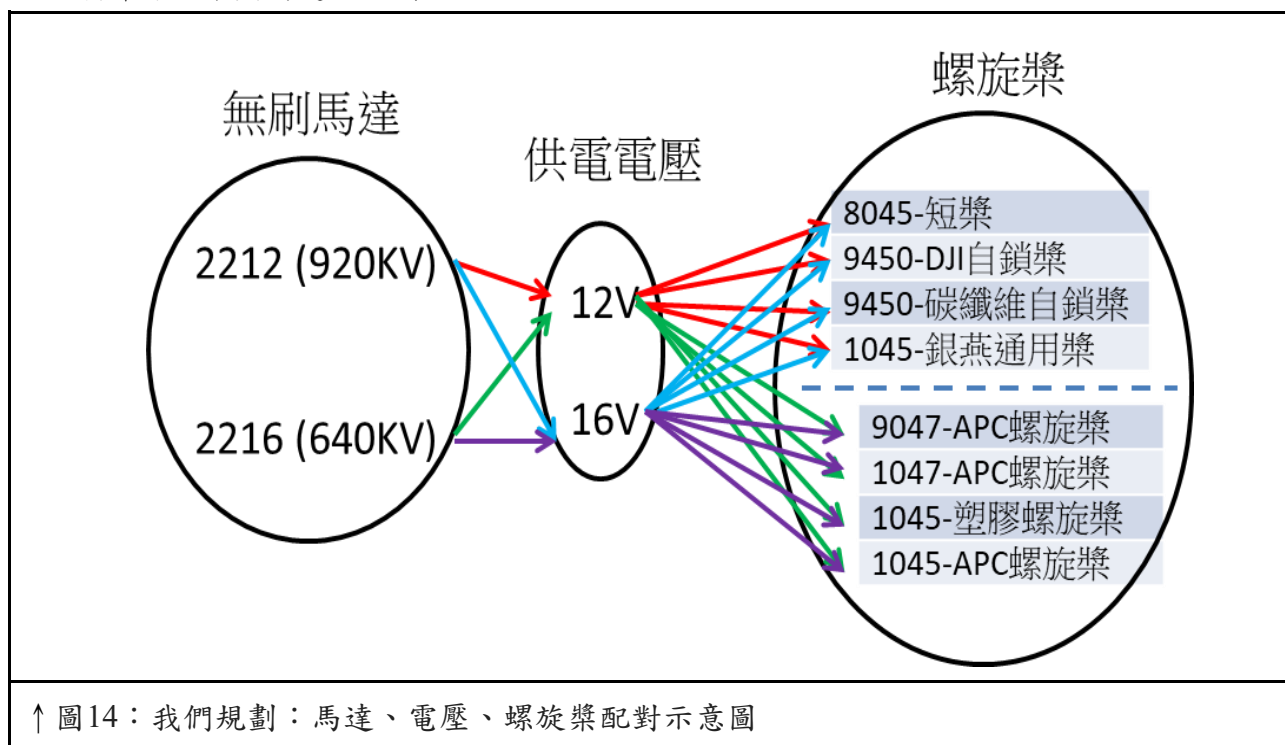 無刷馬達
供電電壓
螺旋槳
2212 (920KV)
2216 (640KV)
12V
16V
8045-短槳
9450-DJI自鎖槳
9450-碳纖維自鎖槳
1045-銀燕通用槳
9047-APC螺旋槳
1047-APC螺旋槳
1045-塑膠螺旋槳
1045-APC螺旋槳
↑圖14：我們規劃：馬達、電壓、螺旋槳配對示意圖